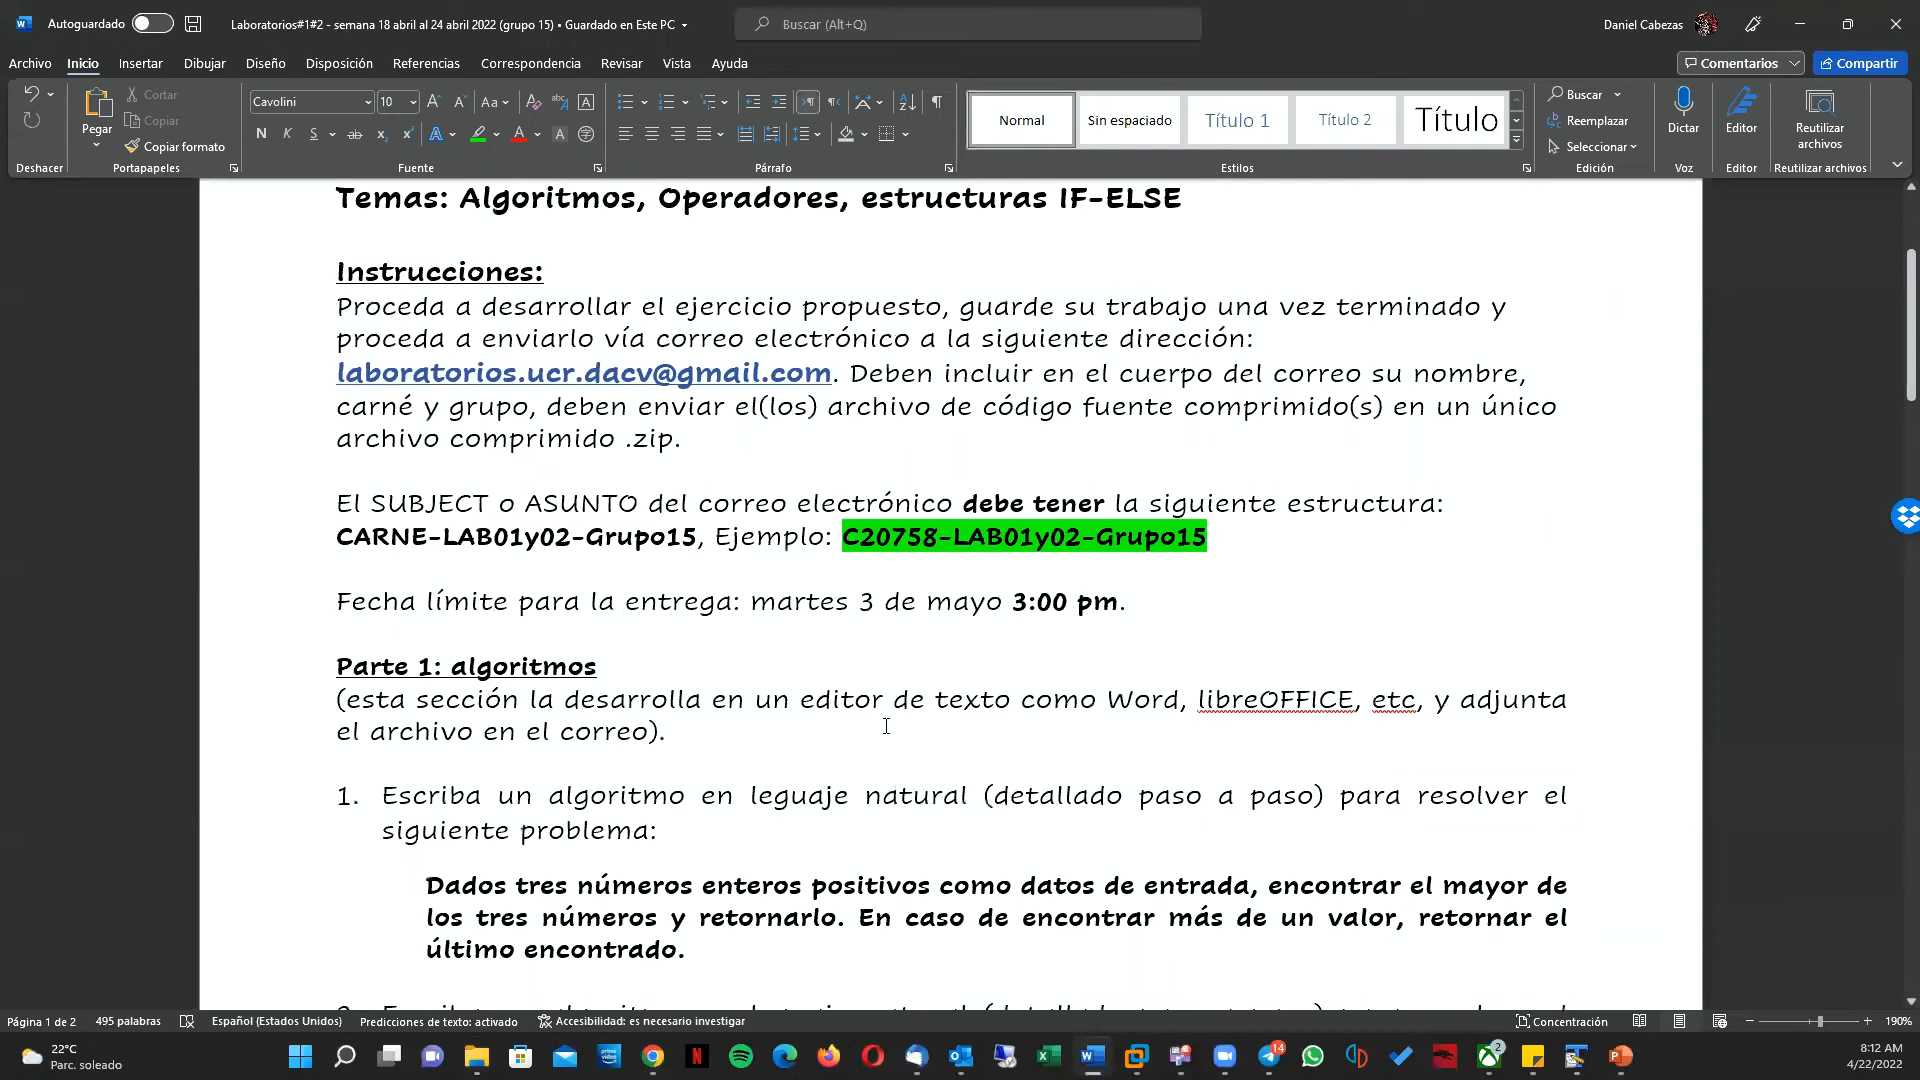 Autoguardado
Laboratorios#1#2 - semana 18 abril al 24 abril 2022 (grupo 15) • Guardado en Este PC
Buscar (Alt+Q)
Daniel Cabezas
Archivo Inicio Insertar Dibujar Diseño Disposición Referencias Correspondencia Revisar Vista Ayuda
Comentarios
Compartir
Deshacer
Pegar
Cortar
Copiar
Copiar formato
Portapapeles
Cavolini 10
N K S ab x₂ x² A A A
Fuente
Párrafo
Normal
Sin espaciado
Título 1
Título 2
Título
Estilos
Buscar
Reemplazar
Seleccionar
Edición
Dictar
Voz
Editor
Editor
Reutilizar
archivos
Reutilizar archivos
Temas: Algoritmos, Operadores, estructuras IF-ELSE
Instrucciones:
Proceda a desarrollar el ejercicio propuesto, guarde su trabajo una vez terminado y
proceda a enviarlo vía correo electrónico a la siguiente dirección:
laboratorios.ucr.dacv@gmail.com. Deben incluir en el cuerpo del correo su nombre,
carné y grupo, deben enviar el(los) archivo de código fuente comprimido(s) en un único
archivo comprimido .zip.
El SUBJECT o ASUNTO del correo electrónico debe tener la siguiente estructura:
CARNE-LAB01y02-Grupo15, Ejemplo: C20758-LAB01y02-Grupo15
Fecha límite para la entrega: martes 3 de mayo 3:00 pm.
Parte 1: algoritmos
(esta sección la desarrolla en un editor de texto como Word, libreOFFICE, etc, y adjunta
el archivo en el correo).
1. Escriba un algoritmo en leguaje natural (detallado paso a paso) para resolver el
siguiente problema:
Dados tres números enteros positivos como datos de entrada, encontrar el mayor de
los tres números y retornarlo. En caso de encontrar más de un valor, retornar el
último encontrado.
Página 1 de 2 495 palabras Español (Estados Unidos) Predicciones de texto: activado Accesibilidad: es necesario investigar
Concentración
190%
22°C
Parc. soleado
14
2
8:12 AM
4/22/2022